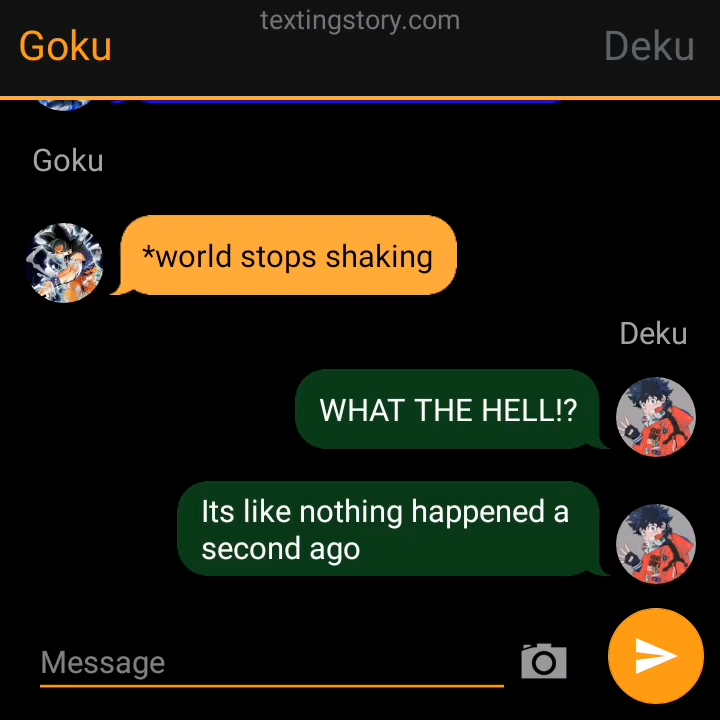 textingstory.com
Goku
Deku
Goku
*world stops shaking
Deku
WHAT THE HELL!?
Its like nothing happened a
second ago
Message